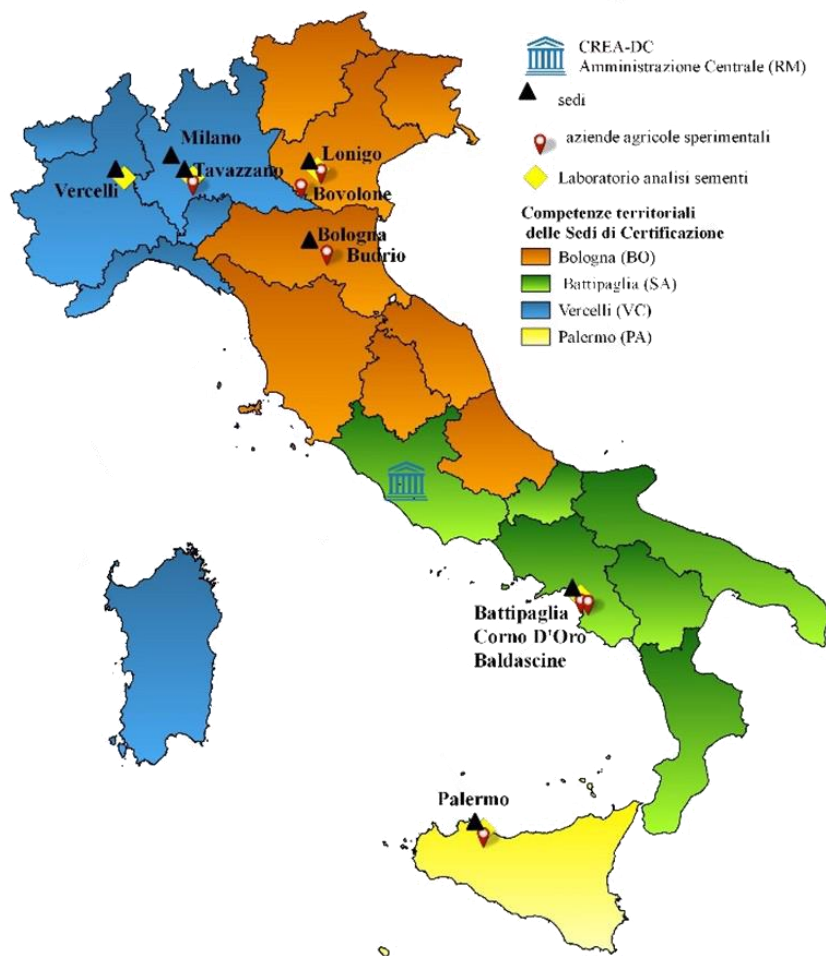 CREA-DC
Amministrazione Centrale (RM)
sedi
aziende agricole sperimentali
Laboratorio analisi sementi
Competenze territoriali
delle Sedi di Certificazione
Bologna (BO)
Battipaglia (SA)
Vercelli (VC)
Palermo (PA)
Milano
Tavazzano
Vercelli
Lonigo
Bovolone
Bologna
Budrio
Battipaglia
Corno D'Oro
Baldascine
Palermo